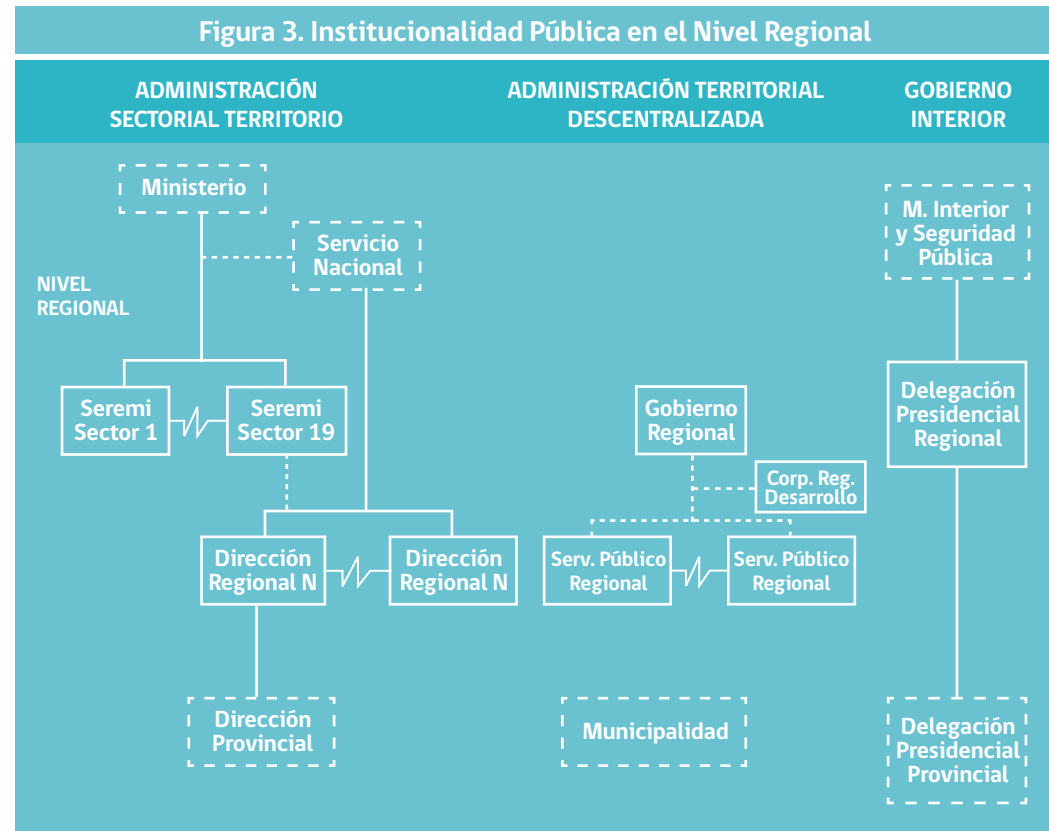 Figura 3. Institucionalidad Pública en el Nivel Regional
ADMINISTRACIÓN
SECTORIAL TERRITORIO
ADMINISTRACIÓN TERRITORIAL
DESCENTRALIZADA
GOBIERNO
INTERIOR
Ministerio
Servicio
Nacional
M. Interior
y Seguridad
Pública
NIVEL
REGIONAL
Seremi
Sector 1
Seremi
Sector 19
Gobierno
Regional
Delegación
Presidencial
Regional
Corp. Reg.
Desarrollo
Dirección
Regional N
Dirección
Regional N
Serv. Público
Regional
Serv. Público
Regional
Dirección
Provincial
Municipalidad
Delegación
Presidencial
Provincial